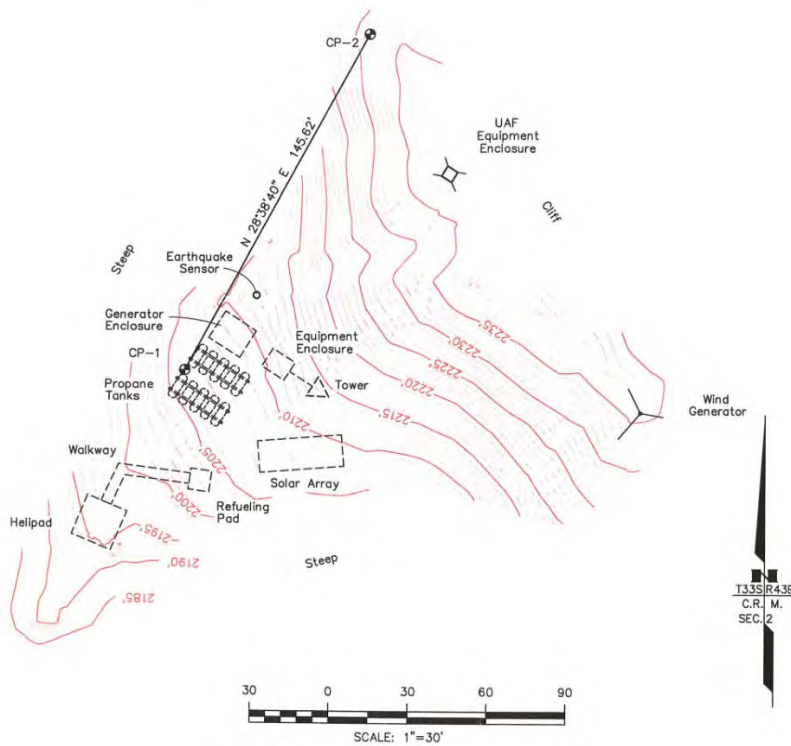 CP-2
N 28°38'40" E 145.62'
UAF
Equipment
Enclosure
Cliff
Steep
Earthquake
Sensor
Generator
Enclosure
Equipment
Enclosure
CP-1
Propane
Tanks
Tower
2235'
2230'
2225'
2220'
2215'
2210'
2205'
Wind
Generator
Walkway
Solar Array
2200'
Refueling
Pad
Helipad
2195'
2190'
2185'
Steep
T33S R43E
C.R. M.
SEC. 2
30 0 30 60 90
SCALE: 1"=30'